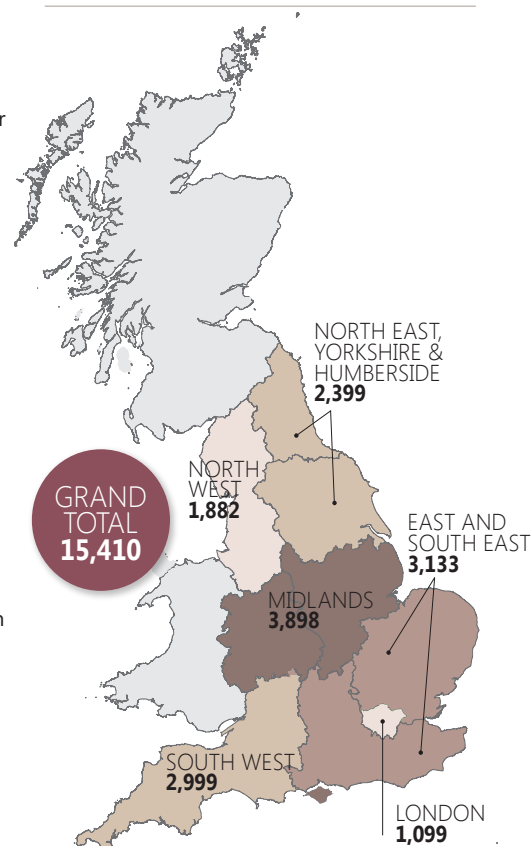 r
NORTH EAST,
YORKSHIRE &
HUMBERSIDE
2,399
NORTH
WEST
1,882
GRAND
TOTAL
15,410
EAST AND
SOUTH EAST
3,133
MIDLANDS
3,898
n
SOUTH WEST
2,999
LONDON
1,099